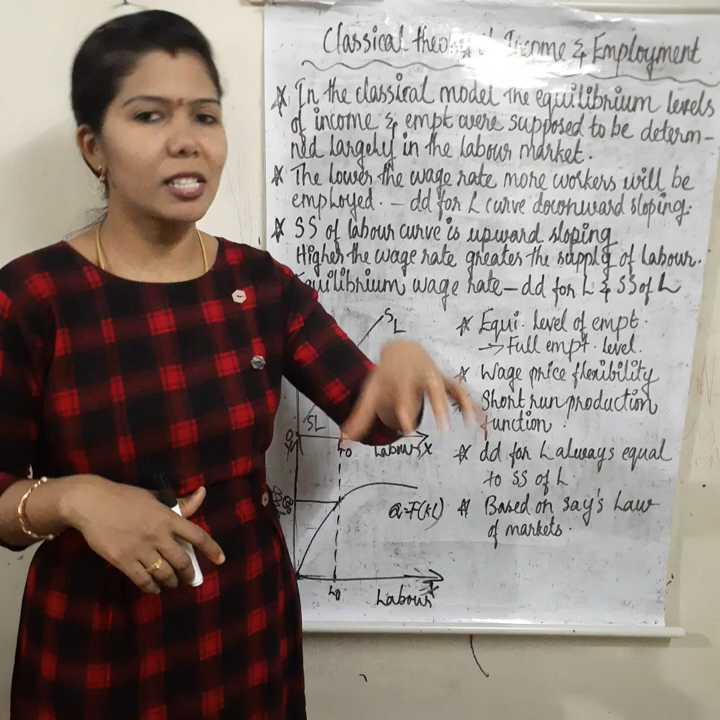 Classical theo Income & Employment
* In the classical model the equilibrium levels
of income & empt were supposed to be determ-
ned largely in the labour market.
* The lower the wage rate more workers will be
employed. - dd for L curve downward sloping.
* SS of labour curve is upward sloping
Higher the wage rate greater the supply of labour.
Equilibrium wage rate - dd for L & SS of L
SL
* Equi. level of empt.
→ Full empt. level.
* Wage price flexibility
* Short run production
function.
SL
Lo
Labour X
* dd for L always equal
to SS of L
* Based on Say's Law
of markets.
Q=F(KL)
Lo
Labour X